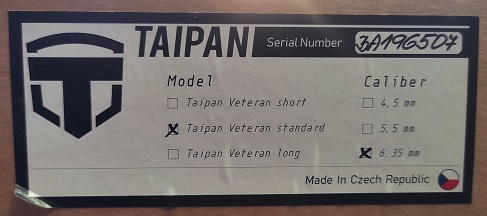 TAIPAN
Serial Number 3A196507
Model Caliber
Taipan Veteran short 4,5 mm
Taipan Veteran standard 5,5 mm
Taipan Veteran long 6,35 mm
Made In Czech Republic